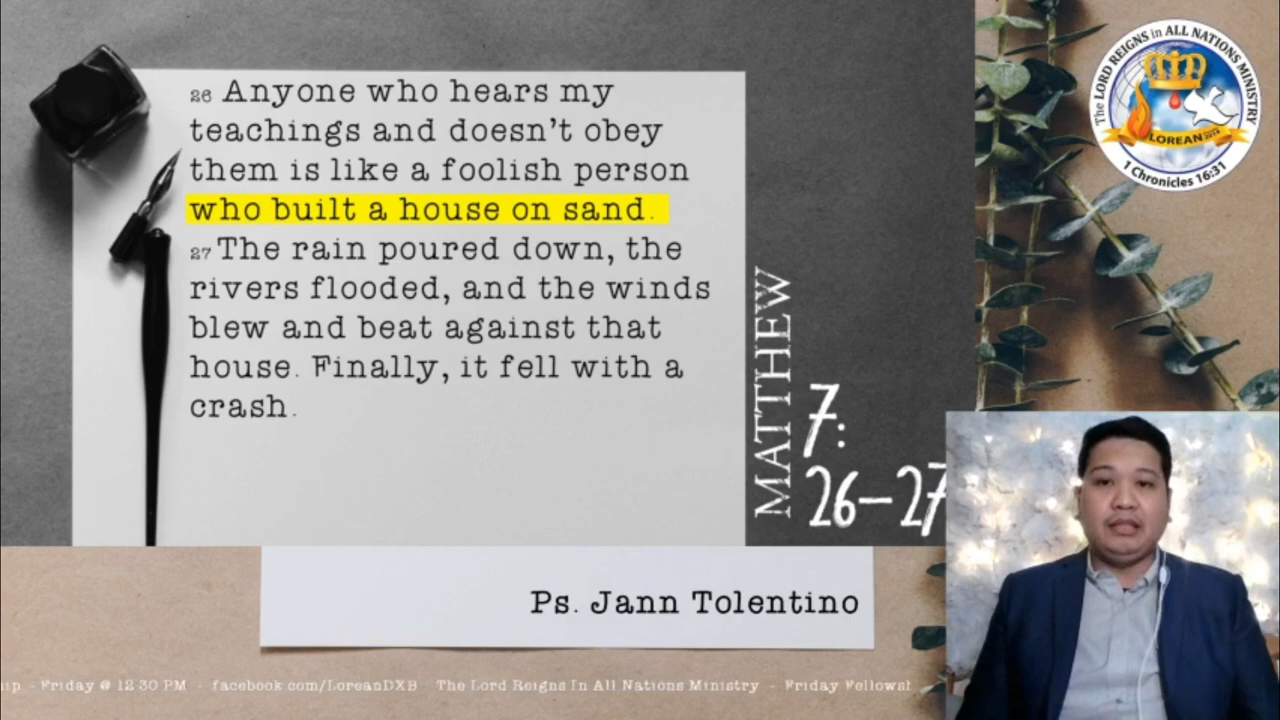 26 Anyone who hears my
teachings and doesn't obey
them is like a foolish person
who built a house on sand.
27 The rain poured down, the
rivers flooded, and the winds
blew and beat against that
house. Finally, it fell with a
crash.
MATTHEW
7:
26-27
The LORD REIGNS in ALL NATIONS MINISTRY
LOREAN
1 Chronicles 16:31
Ps. Jann Tolentino
- Friday @ 12:30 PM - facebook.com/LoreanDXB The Lord Reigns In All Nations Ministry - Friday Fellowsh